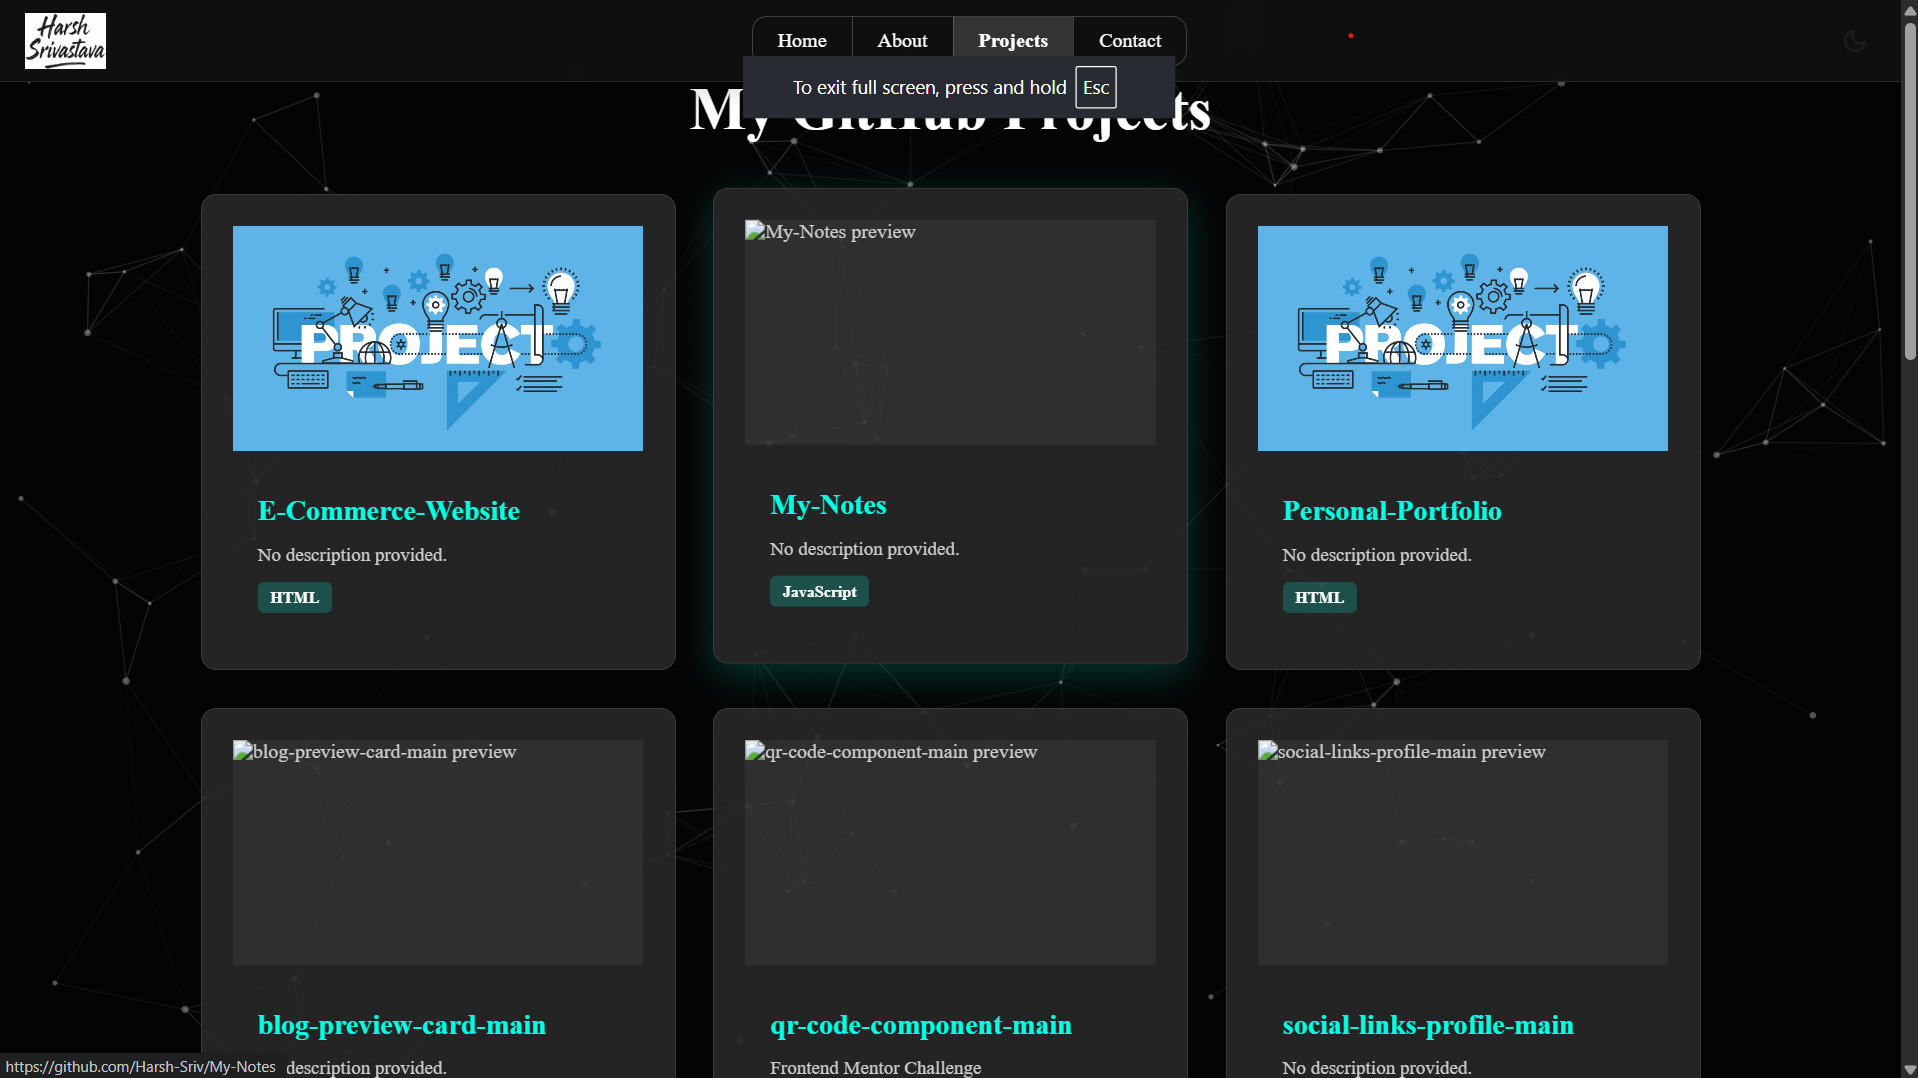 Harsh
Srivastava
Home
About
Projects
Contact
To exit full screen, press and hold Esc
My GitHub Projects
PROJECT
My-Notes preview
PROJECT
E-Commerce-Website
No description provided.
HTML
My-Notes
No description provided.
JavaScript
Personal-Portfolio
No description provided.
HTML
blog-preview-card-main preview
qr-code-component-main preview
social-links-profile-main preview
blog-preview-card-main
description provided.
qr-code-component-main
Frontend Mentor Challenge
social-links-profile-main
No description provided.
https://github.com/Harsh-Sriv/My-Notes